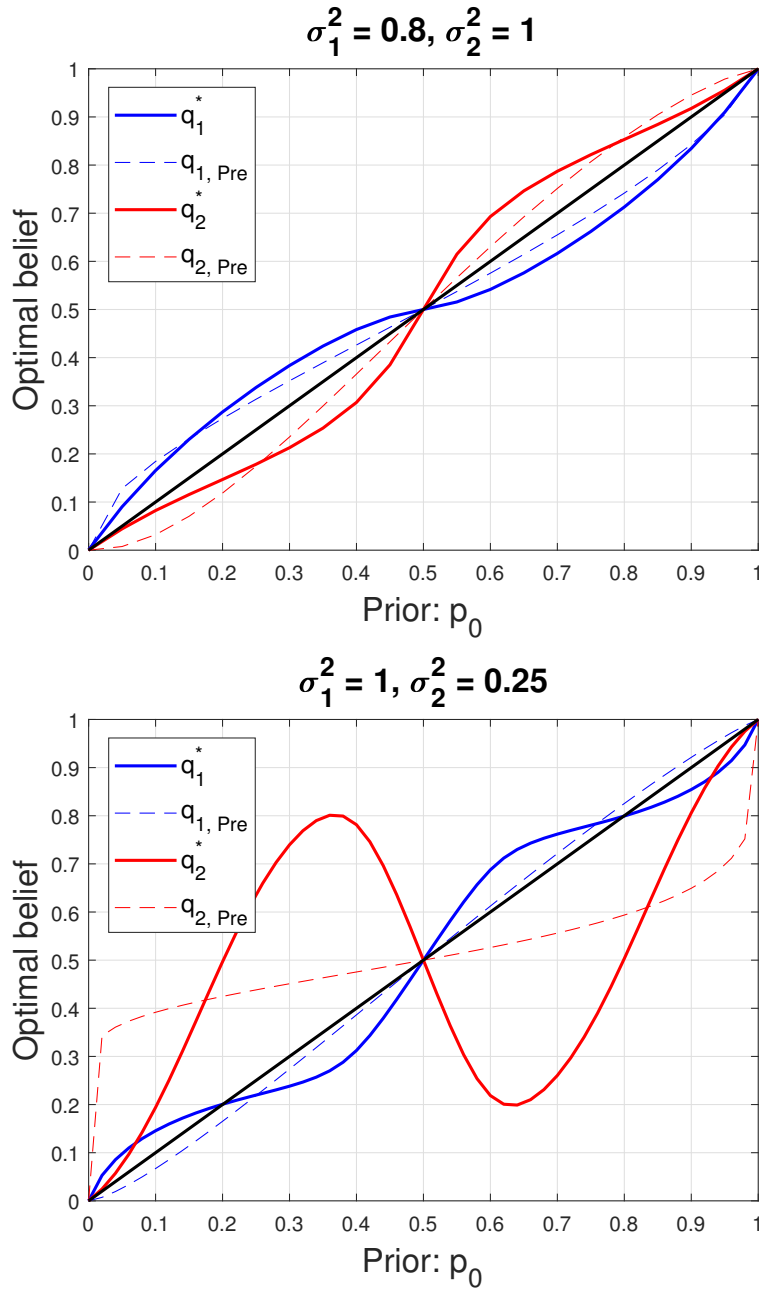 σ₁² = 0.8, σ₂² = 1
1
0.9
0.8
0.7
0.6
0.5
0.4
0.3
0.2
0.1
0
Optimal belief
q₁*
q₁, Pre
q₂*
q₂, Pre
0 0.1 0.2 0.3 0.4 0.5 0.6 0.7 0.8 0.9 1
Prior: p₀
σ₁² = 1, σ₂² = 0.25
1
0.9
0.8
0.7
0.6
0.5
0.4
0.3
0.2
0.1
0
Optimal belief
q₁*
q₁, Pre
q₂*
q₂, Pre
0 0.1 0.2 0.3 0.4 0.5 0.6 0.7 0.8 0.9 1
Prior: p₀